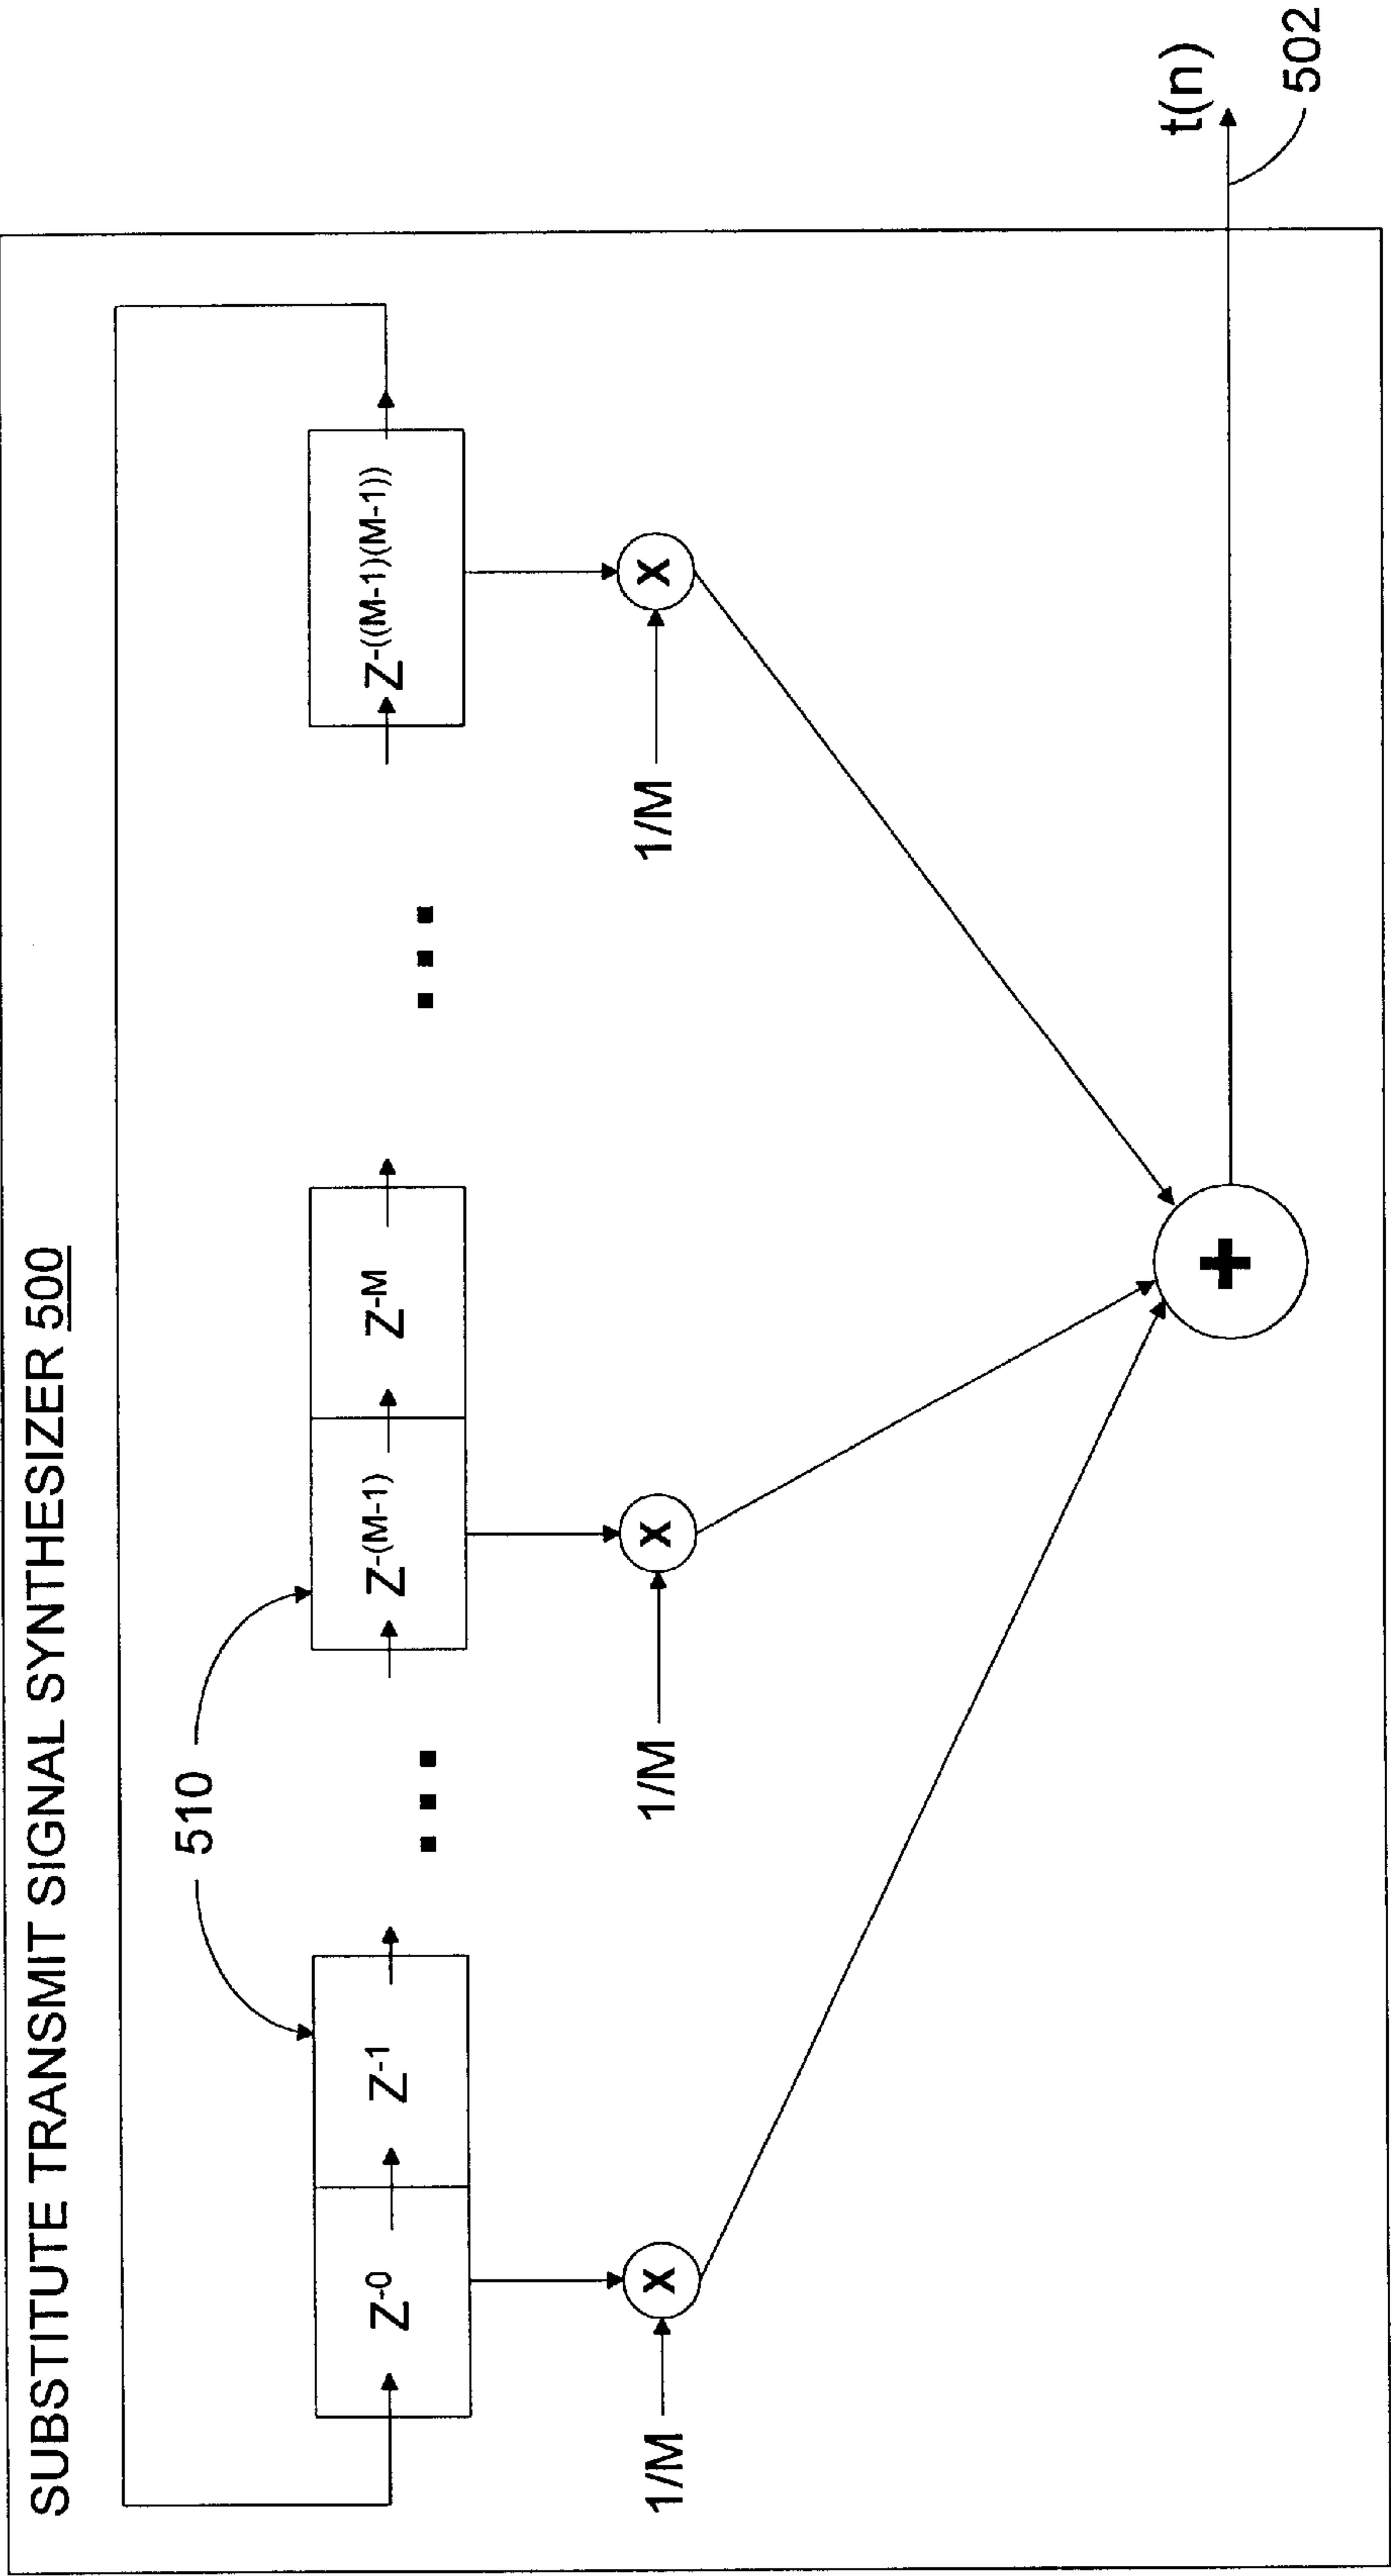 SUBSTITUTE TRANSMIT SIGNAL SYNTHESIZER 500
510
Z-0
Z-1
Z-(M-1)
Z-M
Z-((M-1)(M-1))
1/M
X
1/M
X
1/M
X
+
t(n)
502